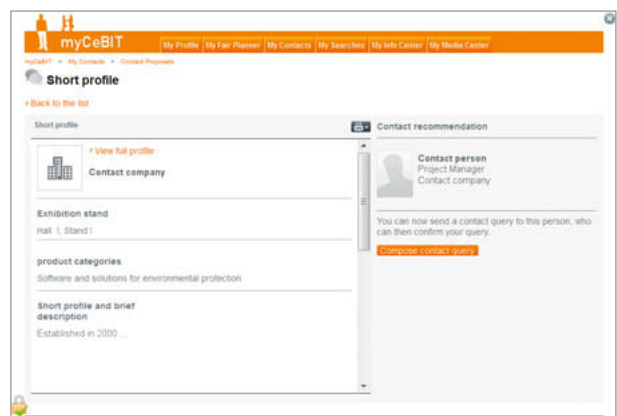 myCeBIT
My Profile My Fair Planner My Contacts My Searches My Info Center My Media Center
myCeBIT > My Contacts > Contact Proposals
Short profile
› Back to the list
Short profile
Contact recommendation
› View full profile
Contact company
Contact person
Project Manager
Contact company
Exhibition stand
Hall 1, Stand 1
You can now send a contact query to this person, who
can then confirm your query.
Compose contact query
product categories
Software and solutions for environmental protection
Short profile and brief
description
Established in 2000 ...